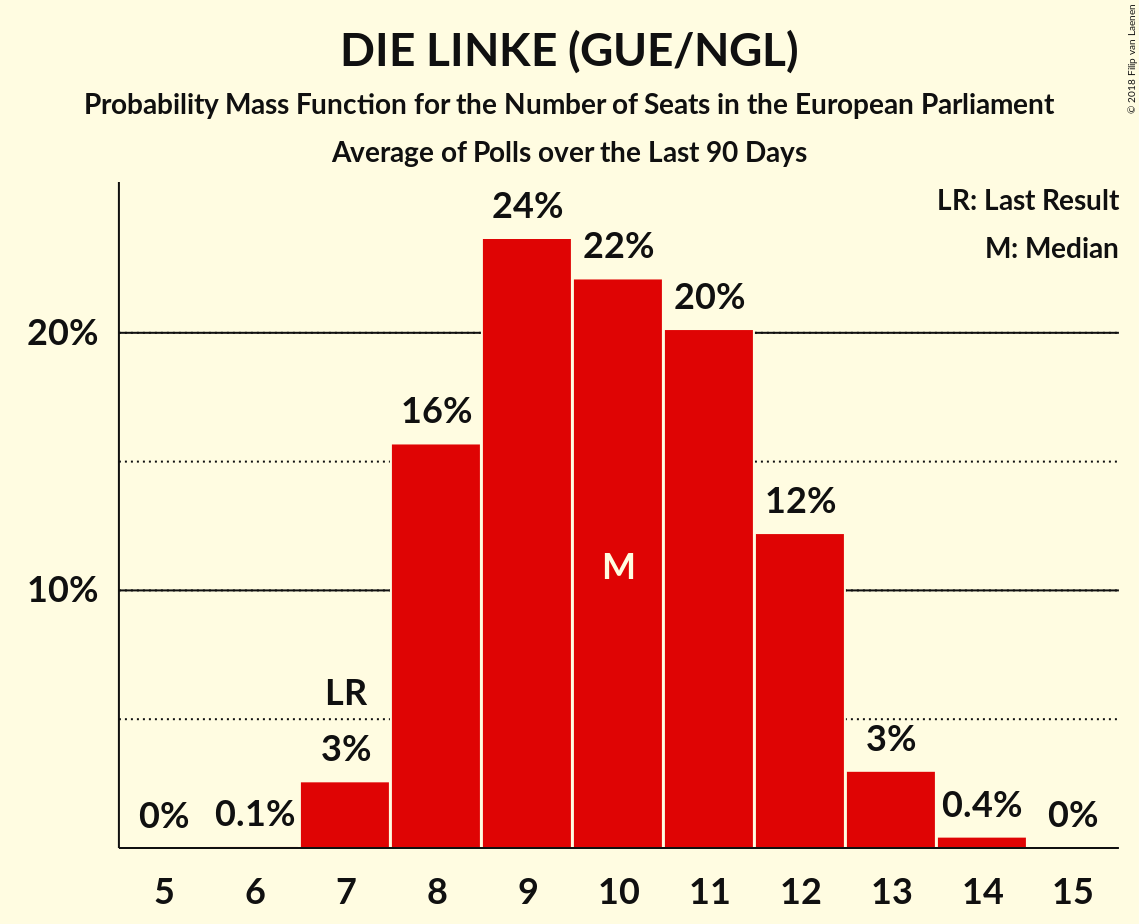 DIE LINKE (GUE/NGL)
Probability Mass Function for the Number of Seats in the European Parliament
Average of Polls over the Last 90 Days
© 2018 Filip van Laenen
LR: Last Result
M: Median
24%
22%
20%
20%
16%
12%
M
10%
LR
3%
3%
0%
0.1%
0.4%
0%
5 6 7 8 9 10 11 12 13 14 15